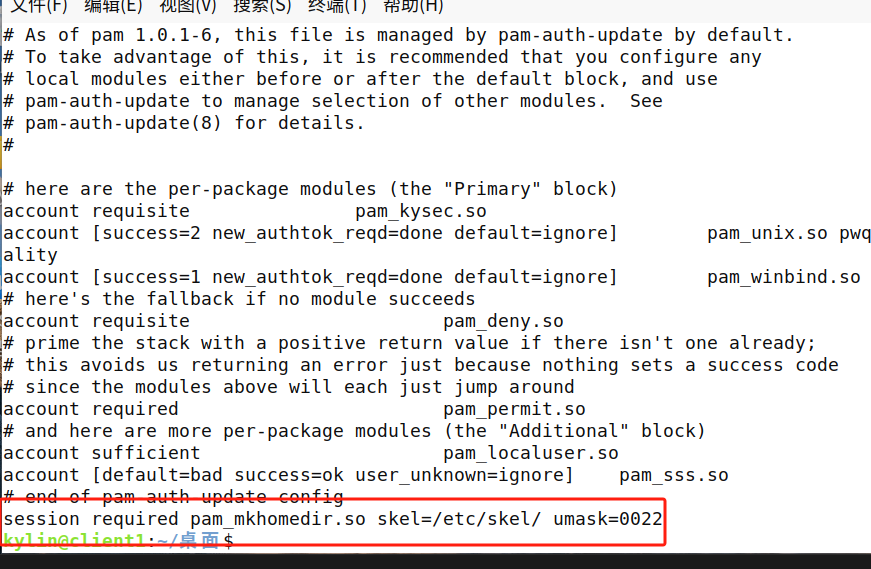 文件(F) 编辑(E) 视图(V) 搜索(S) 终端(T) 帮助(H)
# As of pam 1.0.1-6, this file is managed by pam-auth-update by default.
# To take advantage of this, it is recommended that you configure any
# local modules either before or after the default block, and use
# pam-auth-update to manage selection of other modules.  See
# pam-auth-update(8) for details.
#
# here are the per-package modules (the "Primary" block)
account requisite               pam_kysec.so
account [success=2 new_authtok_reqd=done default=ignore]        pam_unix.so pwq
ality
account [success=1 new_authtok_reqd=done default=ignore]        pam_winbind.so
# here's the fallback if no module succeeds
account requisite                       pam_deny.so
# prime the stack with a positive return value if there isn't one already;
# this avoids us returning an error just because nothing sets a success code
# since the modules above will each just jump around
account required                        pam_permit.so
# and here are more per-package modules (the "Additional" block)
account sufficient                      pam_localuser.so
account [default=bad success=ok user_unknown=ignore]    pam_sss.so
# end of pam-auth-update config
session required pam_mkhomedir.so skel=/etc/skel/ umask=0022
kylin@client1:~/桌面$